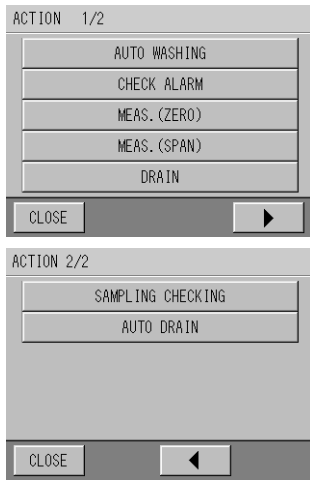 ACTION 1/2
AUTO WASHING
CHECK ALARM
MEAS.(ZERO)
MEAS.(SPAN)
DRAIN
CLOSE
ACTION 2/2
SAMPLING CHECKING
AUTO DRAIN
CLOSE